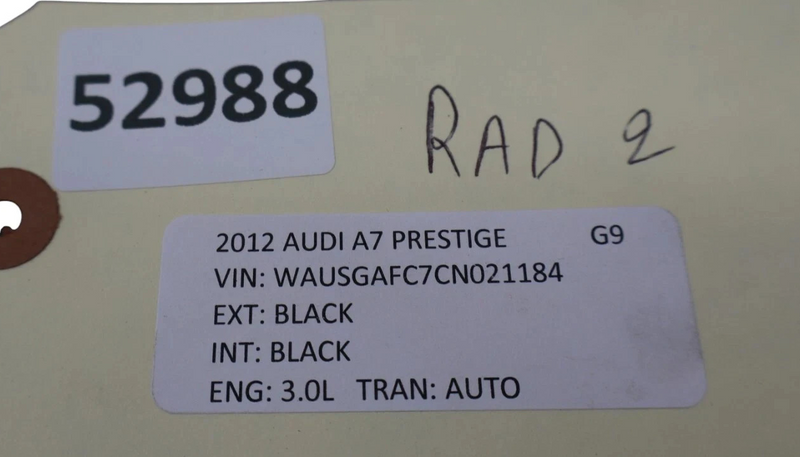 52988
RAD 2
2012 AUDI A7 PRESTIGE G9
VIN: WAUSGAFC7CN021184
EXT: BLACK
INT: BLACK
ENG: 3.0L TRAN: AUTO